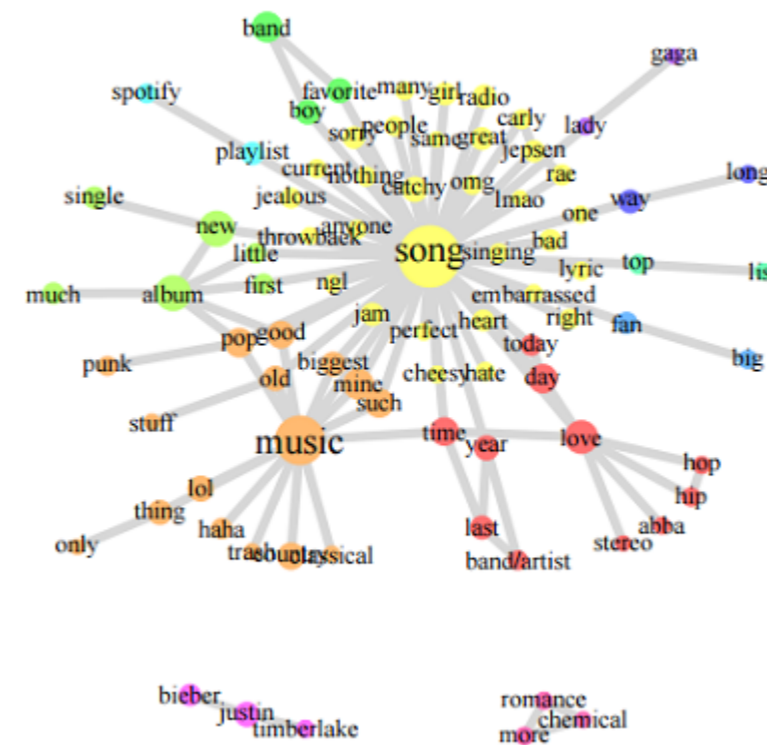 band
gaga
spotify
favorite
many
girl
radio
boy
carly
lady
sorry
people
same
great
playlist
jepsen
current
nothing
catchy
omg
rae
long
single
jealous
lmao
way
one
new
throwback
anyone
little
song
singing
bad
top
lyric
lis
much
album
first
ngl
embarrassed
jam
perfect
heart
right
fan
pop
good
today
big
punk
biggest
old
mine
cheesy
hate
day
such
stuff
music
time
year
love
hop
lol
hip
thing
haha
last
abba
only
trash
country
classical
stereo
band/artist
bieber
justin
timberlake
romance
chemical
more